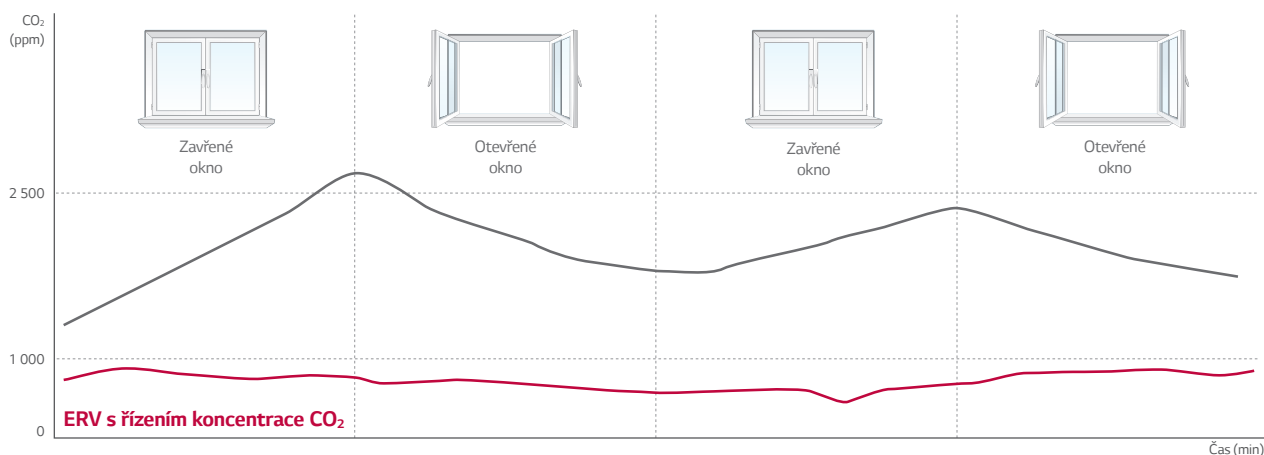 CO₂
(ppm)
Zavřené
okno
Otevřené
okno
Zavřené
okno
Otevřené
okno
2 500
1 000
ERV s řízením koncentrace CO₂
0
Čas (min)